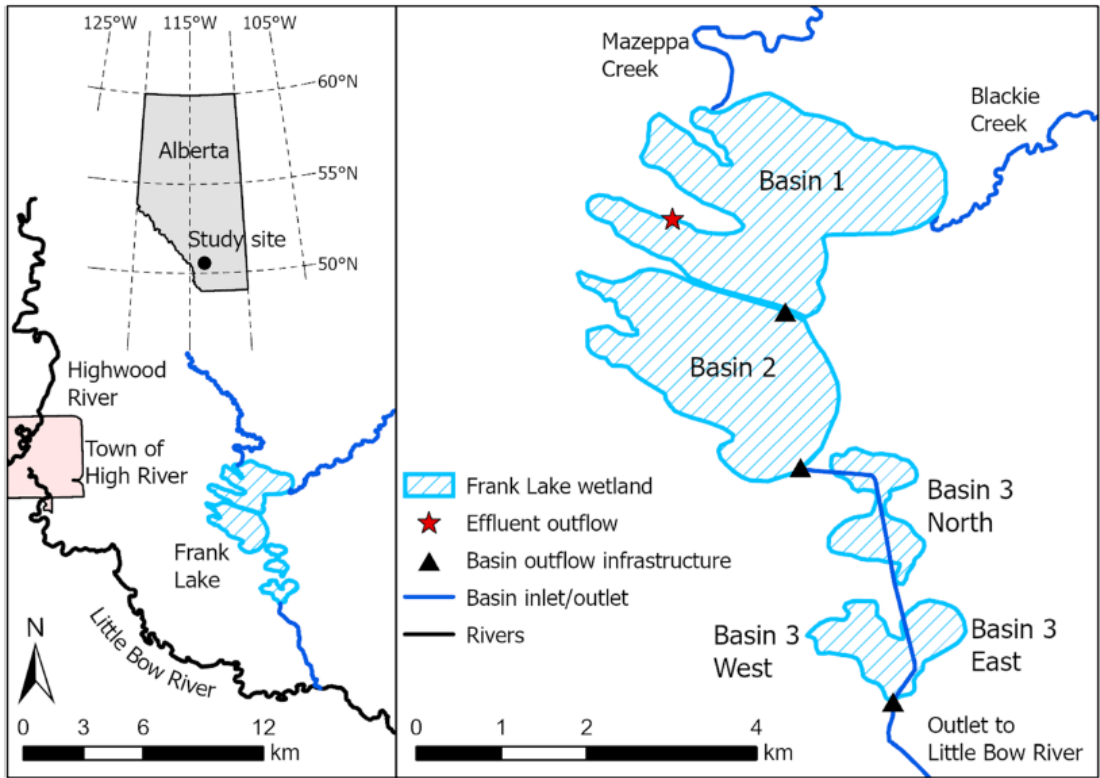 125°W 115°W 105°W
60°N
Alberta
55°N
Study site
50°N
Highwood
River
Town of
High River
Frank
Lake
Little Bow River
N
0 3 6 12
km
Mazeppa
Creek
Blackie
Creek
Basin 1
Basin 2
Basin 3
North
Basin 3
West
Basin 3
East
Outlet to
Little Bow River
Frank Lake wetland
Effluent outflow
Basin outflow infrastructure
Basin inlet/outlet
Rivers
0 1 2 4
km